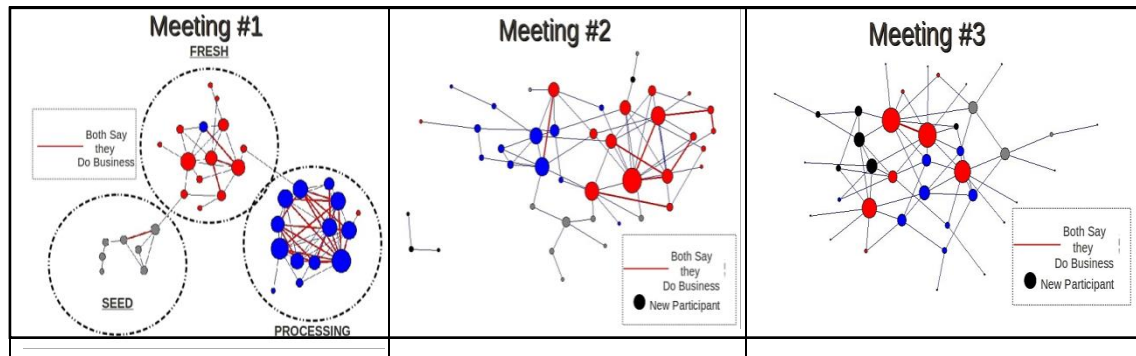 Meeting #1
FRESH
Both Say
they
Do Business
SEED
PROCESSING
Meeting #2
Both Say
they
Do Business
New Participant
Meeting #3
Both Say
they
Do Business
New Participant